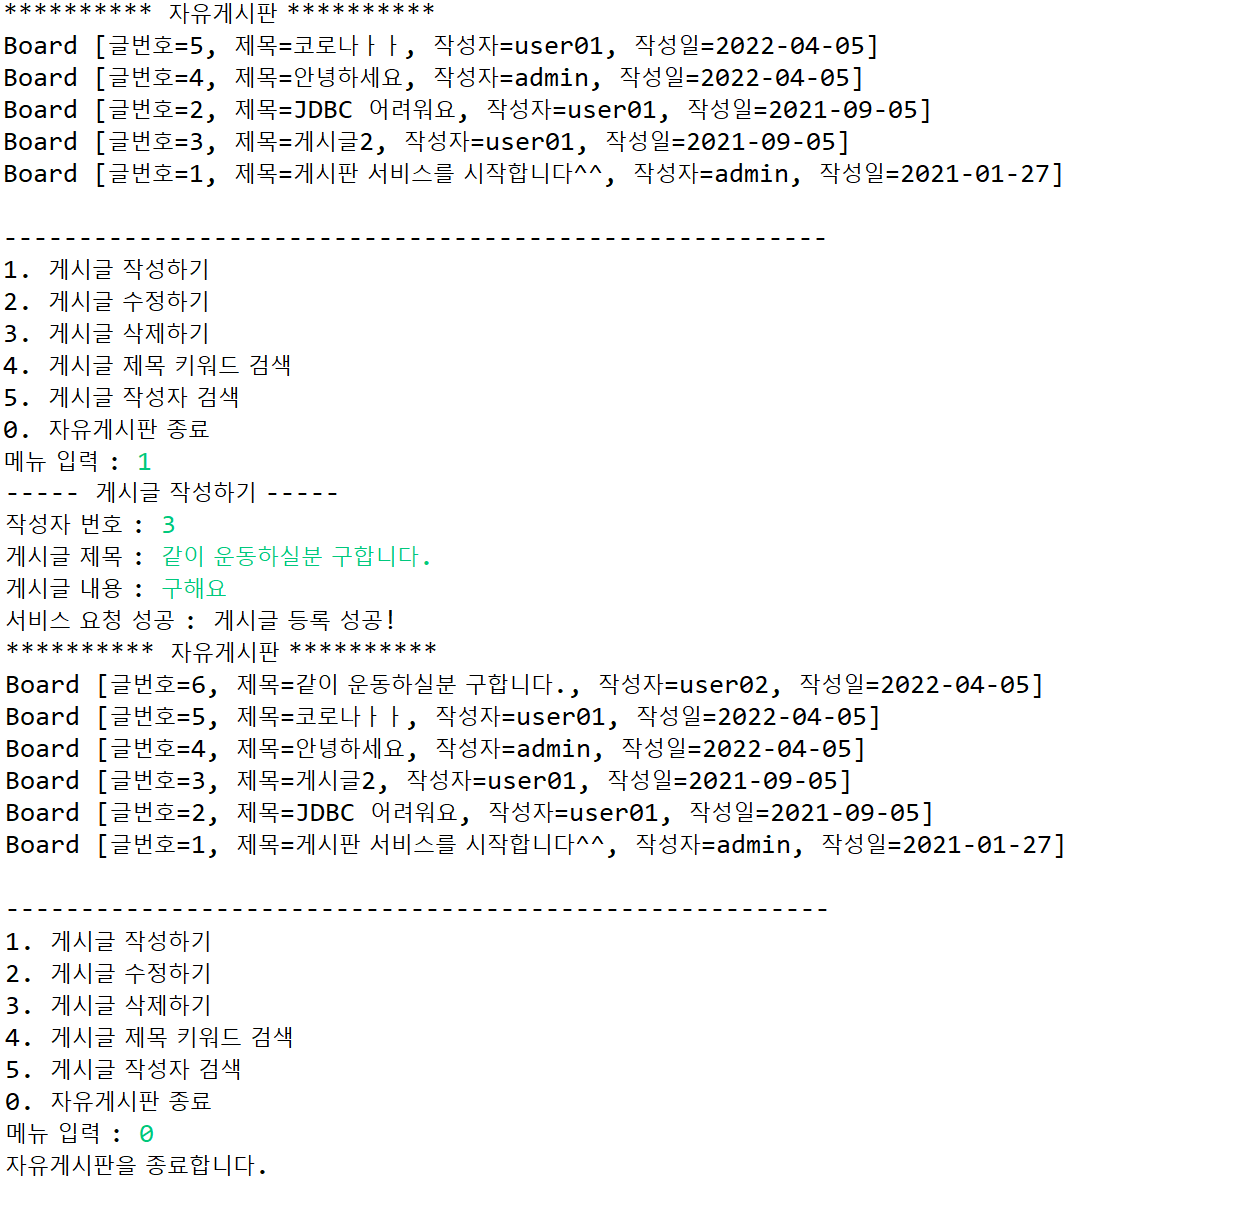 ********** 자유게시판 **********
Board [글번호=5, 제목=코로나ㅏㅏ, 작성자=user01, 작성일=2022-04-05]
Board [글번호=4, 제목=안녕하세요, 작성자=admin, 작성일=2022-04-05]
Board [글번호=2, 제목=JDBC 어려워요, 작성자=user01, 작성일=2021-09-05]
Board [글번호=3, 제목=게시글2, 작성자=user01, 작성일=2021-09-05]
Board [글번호=1, 제목=게시판 서비스를 시작합니다^^, 작성자=admin, 작성일=2021-01-27]
-------------------------------------------------------
1. 게시글 작성하기
2. 게시글 수정하기
3. 게시글 삭제하기
4. 게시글 제목 키워드 검색
5. 게시글 작성자 검색
0. 자유게시판 종료
메뉴 입력 : 1
----- 게시글 작성하기 -----
작성자 번호 : 3
게시글 제목 : 같이 운동하실분 구합니다.
게시글 내용 : 구해요
서비스 요청 성공 : 게시글 등록 성공!
********** 자유게시판 **********
Board [글번호=6, 제목=같이 운동하실분 구합니다., 작성자=user02, 작성일=2022-04-05]
Board [글번호=5, 제목=코로나ㅏㅏ, 작성자=user01, 작성일=2022-04-05]
Board [글번호=4, 제목=안녕하세요, 작성자=admin, 작성일=2022-04-05]
Board [글번호=3, 제목=게시글2, 작성자=user01, 작성일=2021-09-05]
Board [글번호=2, 제목=JDBC 어려워요, 작성자=user01, 작성일=2021-09-05]
Board [글번호=1, 제목=게시판 서비스를 시작합니다^^, 작성자=admin, 작성일=2021-01-27]
-------------------------------------------------------
1. 게시글 작성하기
2. 게시글 수정하기
3. 게시글 삭제하기
4. 게시글 제목 키워드 검색
5. 게시글 작성자 검색
0. 자유게시판 종료
메뉴 입력 : 0
자유게시판을 종료합니다.